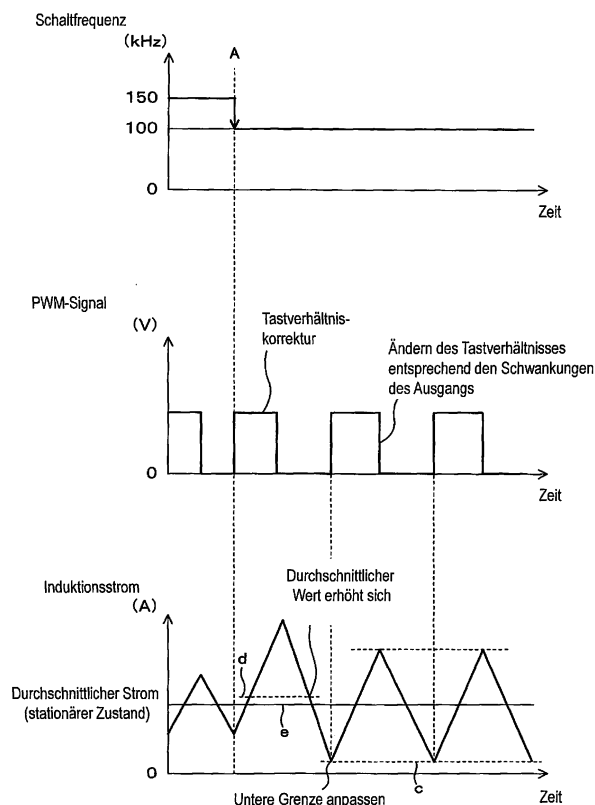 Schaltfrequenz
(kHz)
A
150
100
0
Zeit
PWM-Signal
(V)
Tastverhältnis-
korrektur
Ändern des Tastverhältnisses
entsprechend den Schwankungen
des Ausgangs
0
Zeit
Induktionsstrom
(A)
Durchschnittlicher
Wert erhöht sich
d
Durchschnittlicher Strom
(stationärer Zustand)
e
0
c
Untere Grenze anpassen
Zeit